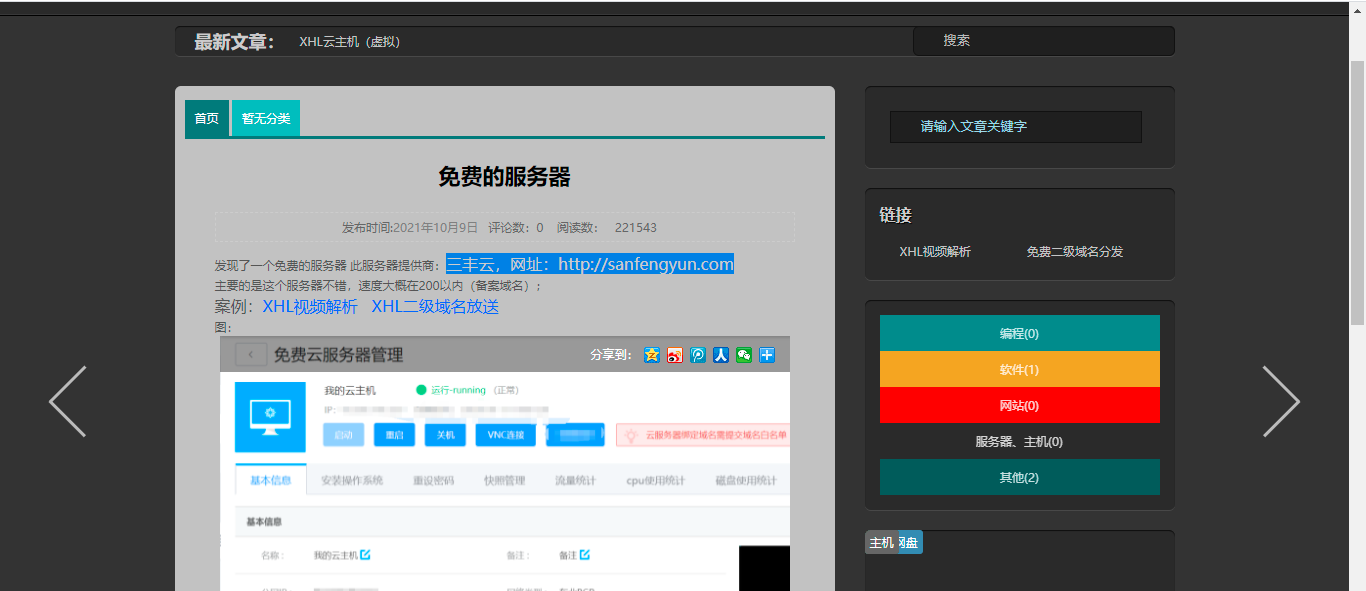 最新文章： XHL云主机（虚拟） 搜索
首页 暂无分类
免费的服务器
发布时间:2021年10月9日 评论数：0 阅读数： 221543
发现了一个免费的服务器 此服务器提供商：三丰云，网址：http://sanfengyun.com
主要的是这个服务器不错，速度大概在200以内（备案域名）；
案例：XHL视频解析 XHL二级域名放送
图：
免费云服务器管理 分享到：
我的云主机 运行-running （正常）
IP：
启动 重启 关机 VNC连接 云服务器绑定域名需提交域名白名单
基本信息 安装操作系统 重设密码 快照管理 流量统计 cpu使用统计 磁盘使用统计
基本信息
名称： 我的云主机 备注： 备注
请输入文章关键字
链接
XHL视频解析 免费二级域名分发
编程(0)
软件(1)
网站(0)
服务器、主机(0)
其他(2)
主机 网盘